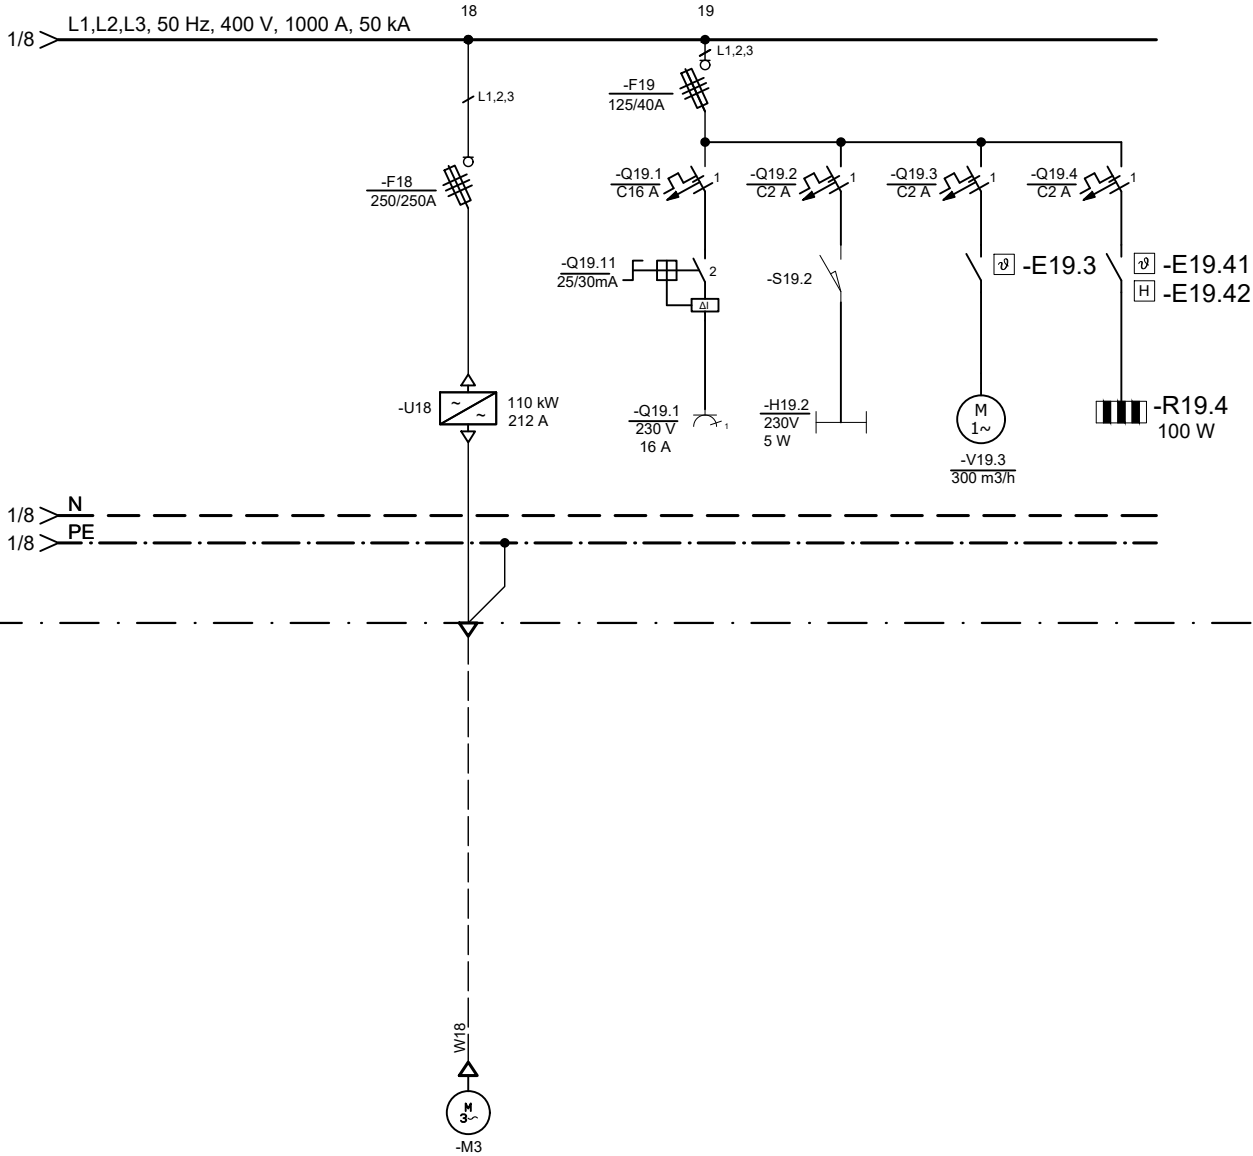 18
19
L1,L2,L3, 50 Hz, 400 V, 1000 A, 50 kA
1/8
L1,2,3
L1,2,3
-F19
125/40A
-F18
250/250A
-Q19.1
C16 A
1
-Q19.2
C2 A
1
-Q19.3
C2 A
1
-Q19.4
C2 A
1
-Q19.11
25/30mA
2
ΔI
-S19.2
ϑ -E19.3
ϑ -E19.41
H -E19.42
-U18
~
~
110 kW
212 A
-Q19.1
230 V
16 A
1
-H19.2
230V
5 W
M
1~
-V19.3
300 m3/h
-R19.4
100 W
1/8
N
1/8
PE
W18
M
3~
-M3